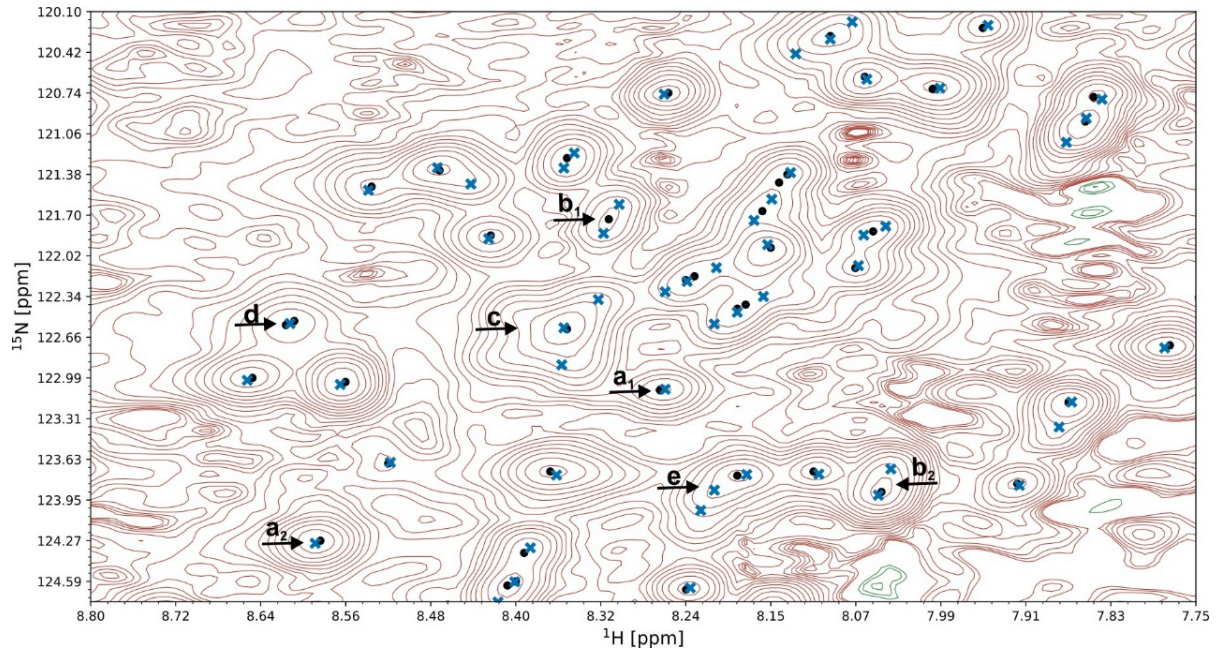 120.10
120.42
120.74
121.06
121.38
121.70
122.02
122.34
122.66
122.99
123.31
123.63
123.95
124.27
124.59
¹⁵N [ppm]
b₁
d
c
a₁
e
b₂
a₂
8.80 8.72 8.64 8.56 8.48 8.40 8.32 8.24 8.15 8.07 7.99 7.91 7.83 7.75
¹H [ppm]